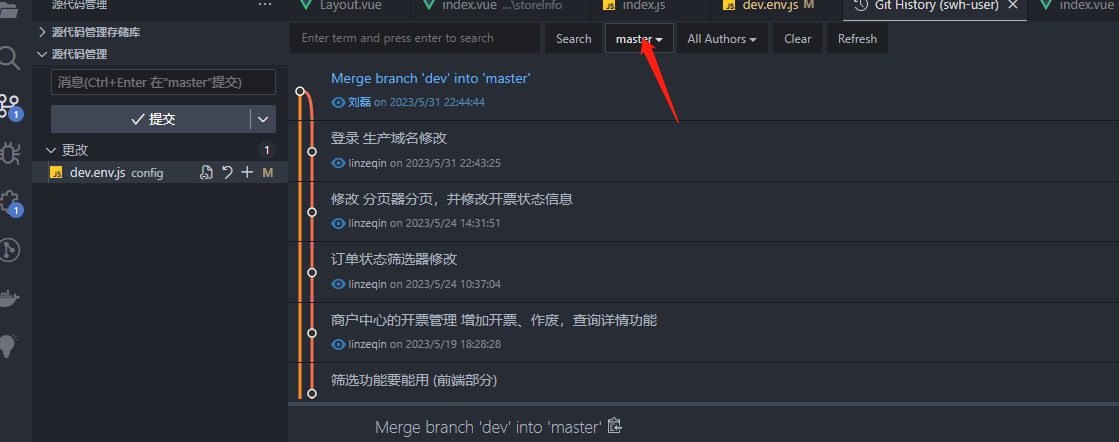 源代码管理
源代码管理存储库
源代码管理
消息(Ctrl+Enter 在"master"提交)
提交
更改 1
dev.env.js config M
1
1
Layout.vue index.vue ...\storeInfo index.js dev.env.js M Git History (swh-user) index.vue
Enter term and press enter to search Search master All Authors Clear Refresh
Merge branch 'dev' into 'master'
刘磊 on 2023/5/31 22:44:44
登录 生产域名修改
linzeqin on 2023/5/31 22:43:25
修改 分页器分页，并修改开票状态信息
linzeqin on 2023/5/24 14:31:51
订单状态筛选器修改
linzeqin on 2023/5/24 10:37:04
商户中心的开票管理 增加开票、作废，查询详情功能
linzeqin on 2023/5/19 18:28:28
筛选功能要能用 (前端部分)
Merge branch 'dev' into 'master'